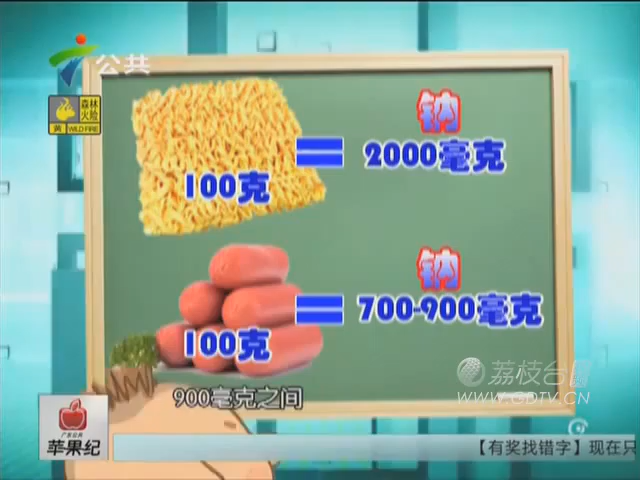 公共
森林
火险
黄 WILD FIRE
钠
100克 = 2000毫克
钠
100克 = 700-900毫克
荔枝台
WWW.GDTV.CN
900毫克之间
苹果纪
【有奖找错字】现在只